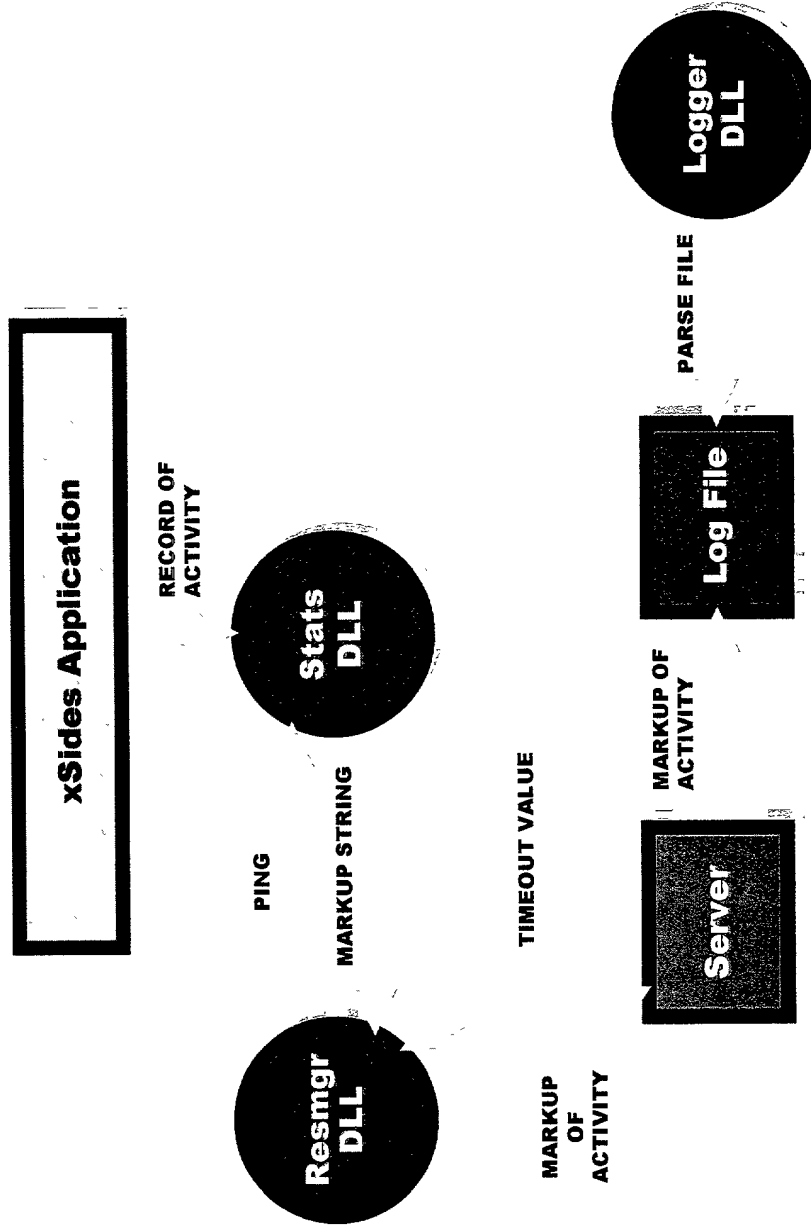 xSides Application
RECORD OF
ACTIVITY
PING
MARKUP STRING
Resmgr
DLL
Stats
DLL
TIMEOUT VALUE
MARKUP
OF
ACTIVITY
Server
MARKUP OF
ACTIVITY
Log File
PARSE FILE
Logger
DLL